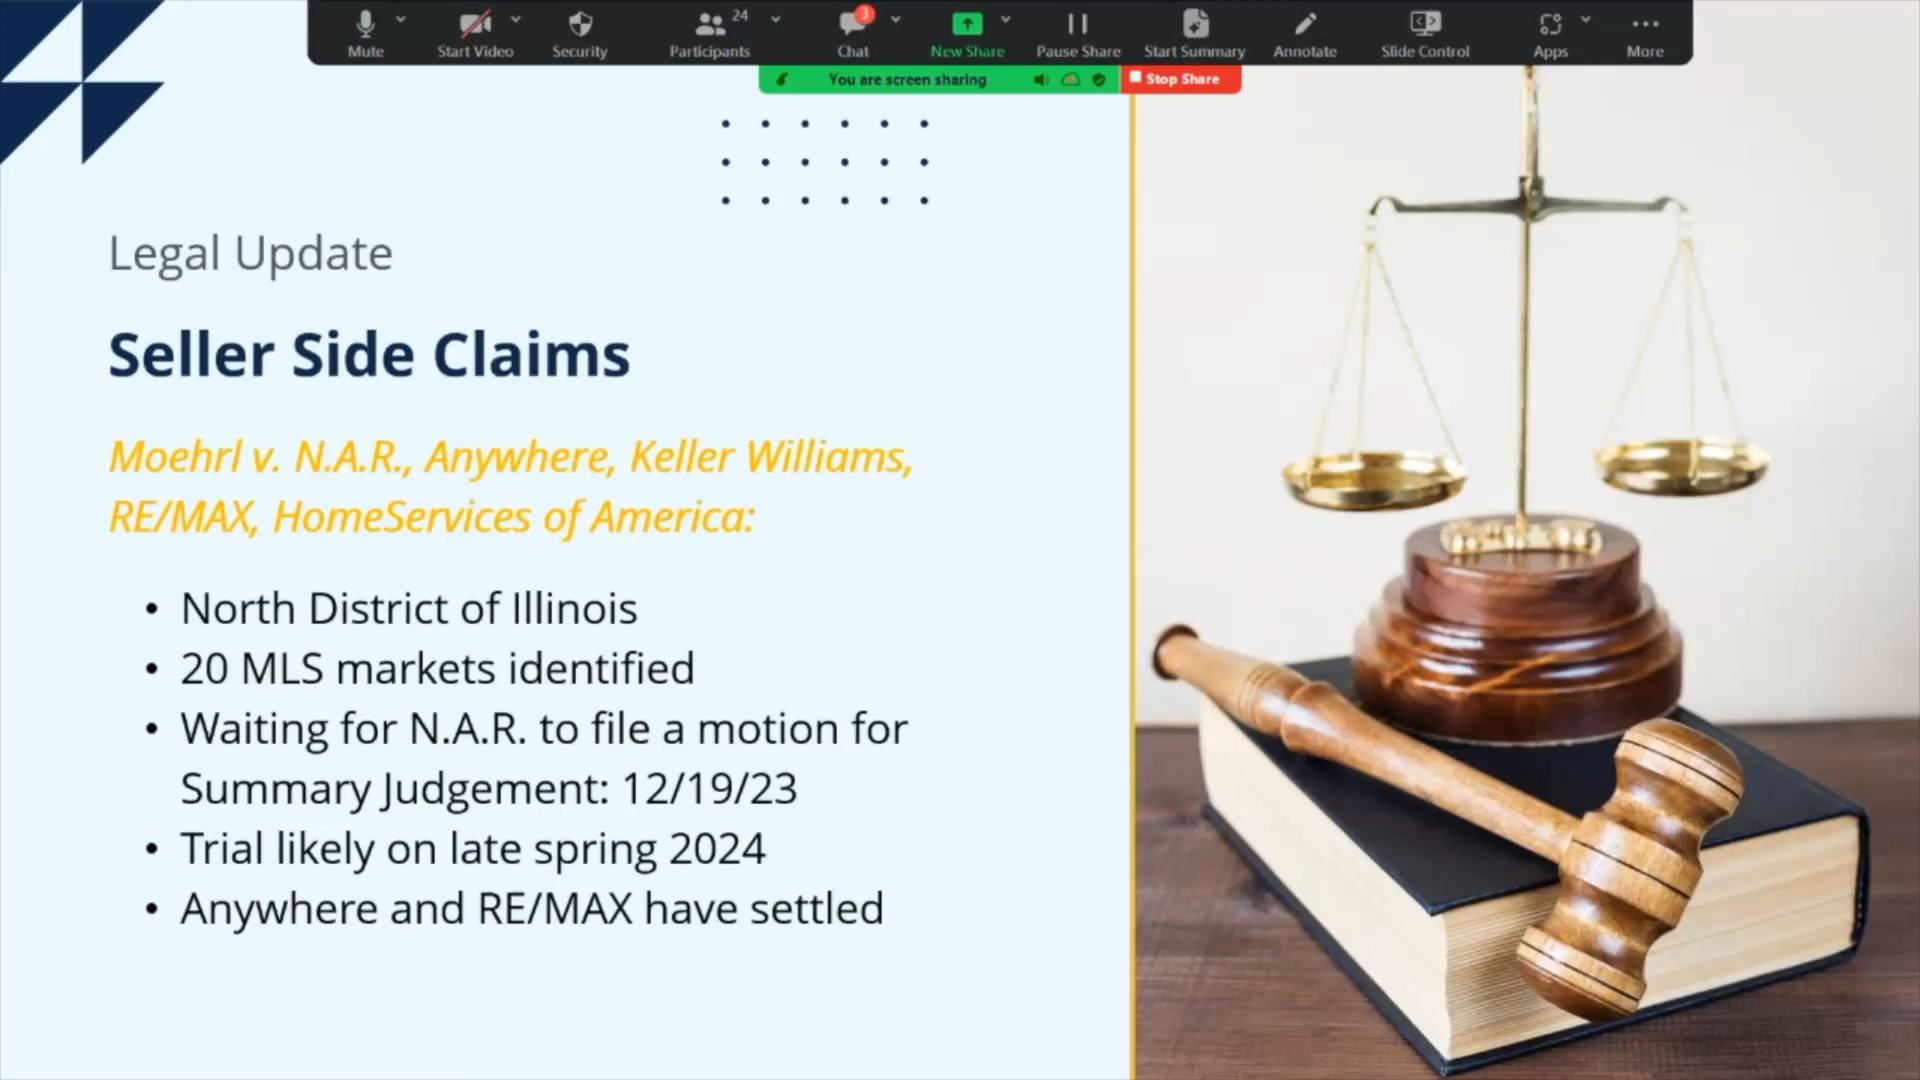 Mute
Start Video
Security
24
Participants
3
Chat
New Share
Pause Share
Start Summary
Annotate
Slide Control
Apps
More
You are screen sharing
Stop Share
Legal Update
Seller Side Claims
Moehrl v. N.A.R., Anywhere, Keller Williams,
RE/MAX, HomeServices of America:
• North District of Illinois
• 20 MLS markets identified
• Waiting for N.A.R. to file a motion for
Summary Judgement: 12/19/23
• Trial likely on late spring 2024
• Anywhere and RE/MAX have settled